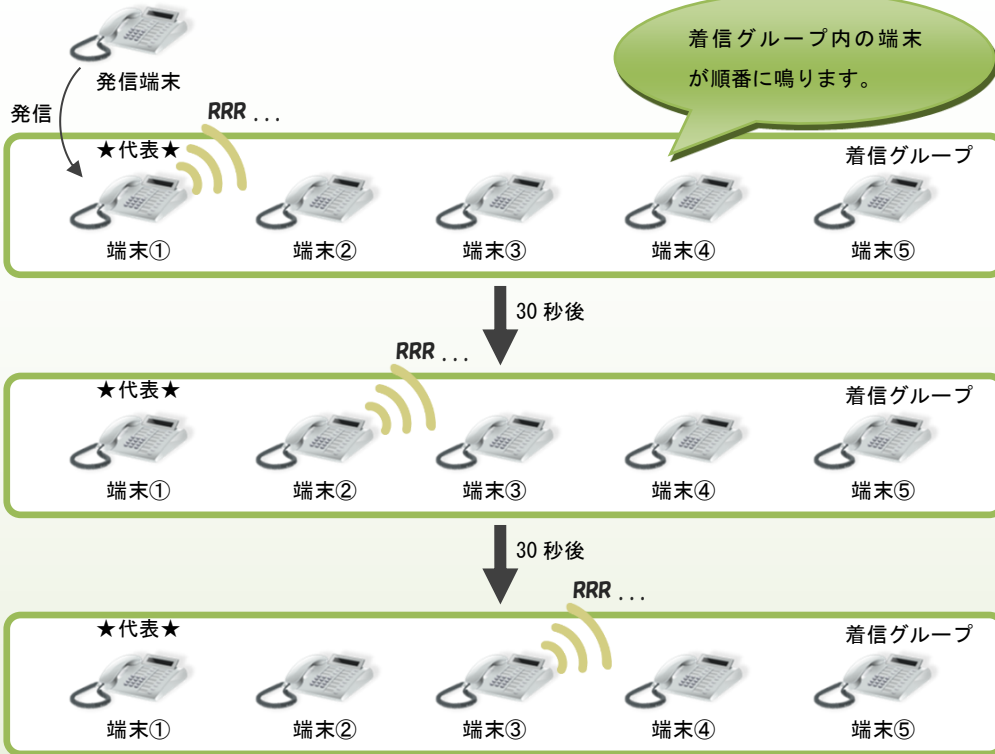 着信グループ内の端末
が順番に鳴ります。
発信端末
発信
RRR ...
★代表★
着信グループ
端末① 端末② 端末③ 端末④ 端末⑤
30 秒後
RRR ...
★代表★
着信グループ
端末① 端末② 端末③ 端末④ 端末⑤
30 秒後
RRR ...
★代表★
着信グループ
端末① 端末② 端末③ 端末④ 端末⑤